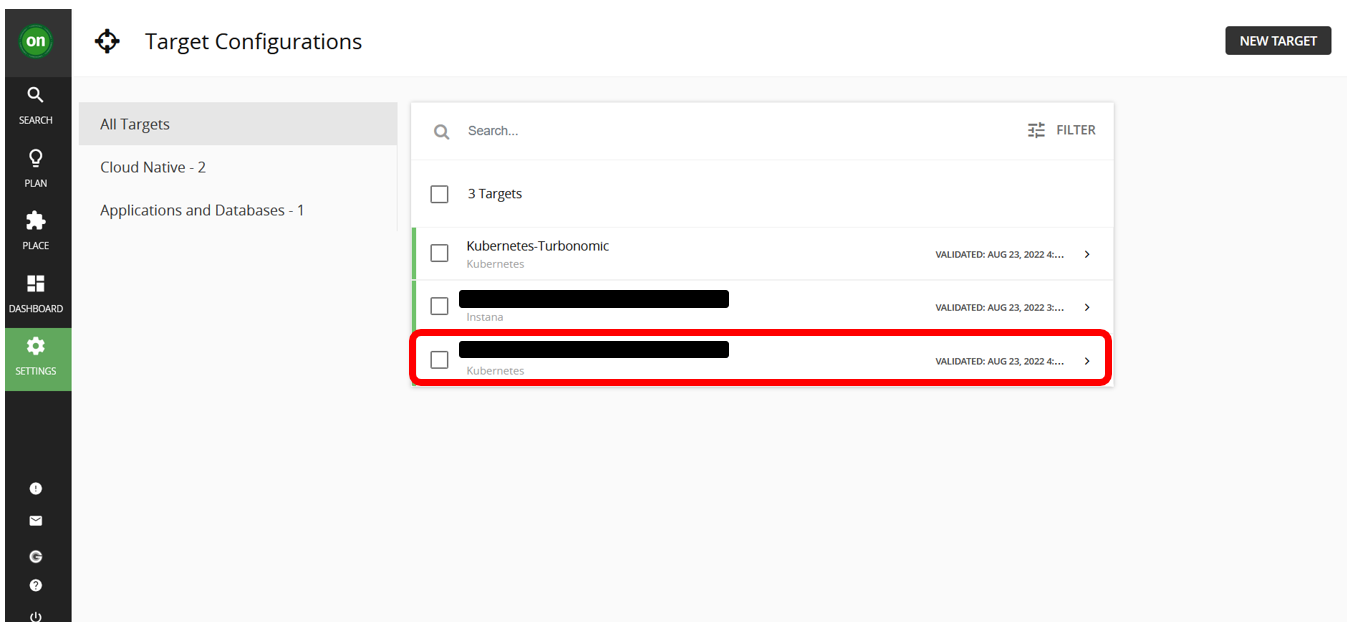 on
Target Configurations
NEW TARGET
SEARCH
PLAN
PLACE
DASHBOARD
SETTINGS
All Targets
Cloud Native - 2
Applications and Databases - 1
Search...
FILTER
3 Targets
Kubernetes-Turbonomic
Kubernetes
VALIDATED: AUG 23, 2022 4:...
Instana
VALIDATED: AUG 23, 2022 3:...
Kubernetes
VALIDATED: AUG 23, 2022 4:...